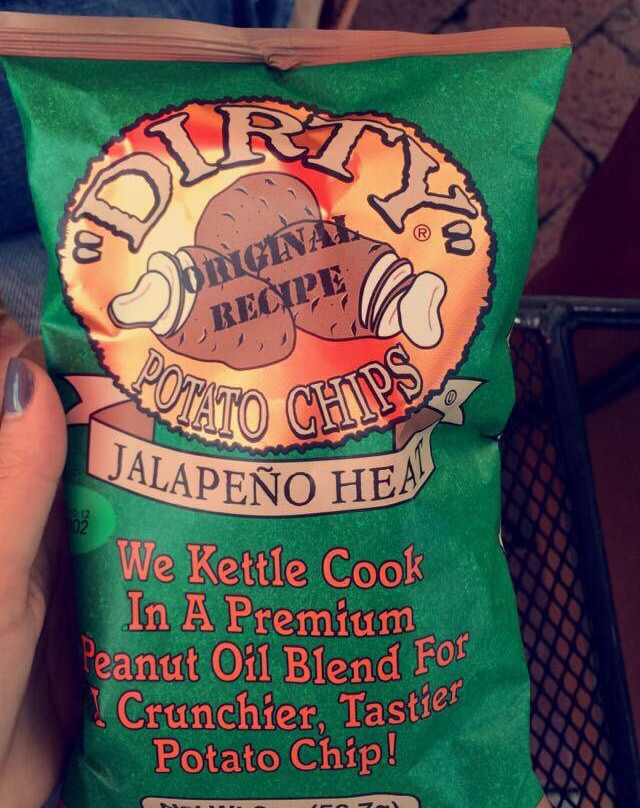 "DIRTY"®
ORIGINAL
RECIPE
POTATO CHIPS
JALAPEÑO HEAT
We Kettle Cook
In A Premium
Peanut Oil Blend For
A Crunchier, Tastier
Potato Chip!